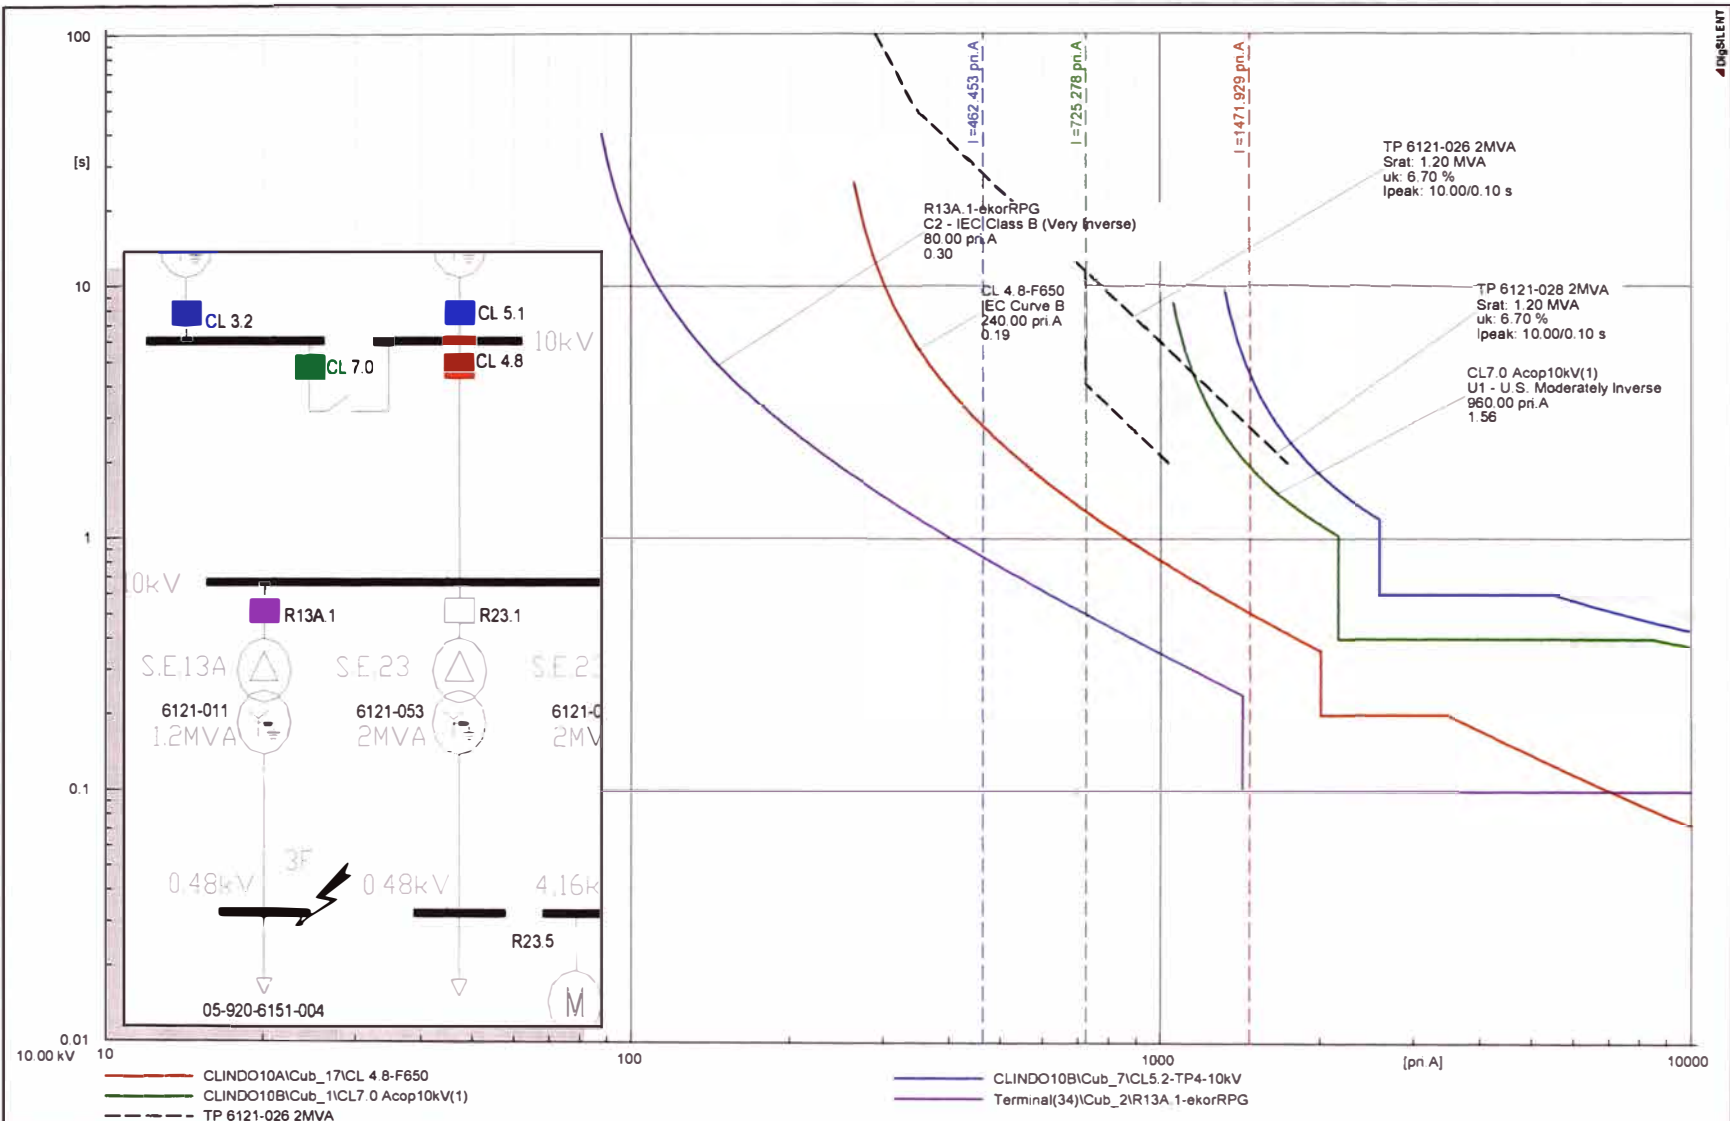 DIgSILENT
100
[s]
10
1
0.1
0.01
10.00 kV
10
100
1000
[pri.A]
10000
I =462.453 pri.A
I =725.278 pri.A
I =1471.929 pri.A
TP 6121-026 2MVA
Srat: 1.20 MVA
uk: 6.70 %
Ipeak: 10.00/0.10 s
R13A.1-ekorRPG
C2 - IEC Class B (Very Inverse)
80.00 pri.A
0.30
CL 4.8-F650
IEC Curve B
240.00 pri.A
0.19
TP 6121-028 2MVA
Srat: 1.20 MVA
uk: 6.70 %
Ipeak: 10.00/0.10 s
CL7.0 Acop10kV(1)
U1 - U.S. Moderately Inverse
960.00 pri.A
1.56
CL 3.2
CL 5.1
10kV
CL 7.0
CL 4.8
10kV
R13A.1
R23.1
S.E.13A
S.E.23
S.E.2
6121-011
6121-053
6121-0
1.2MVA
2MVA
2MV
3F
0.48kV
0.48kV
4.16k
R23.5
M
05-920-6151-004
CLINDO10A\Cub_17\CL 4.8-F650
CLINDO10B\Cub_1\CL7.0 Acop10kV(1)
TP 6121-026 2MVA
CLINDO10B\Cub_7\CL5.2-TP4-10kV
Terminal(34)\Cub_2\R13A.1-ekorRPG